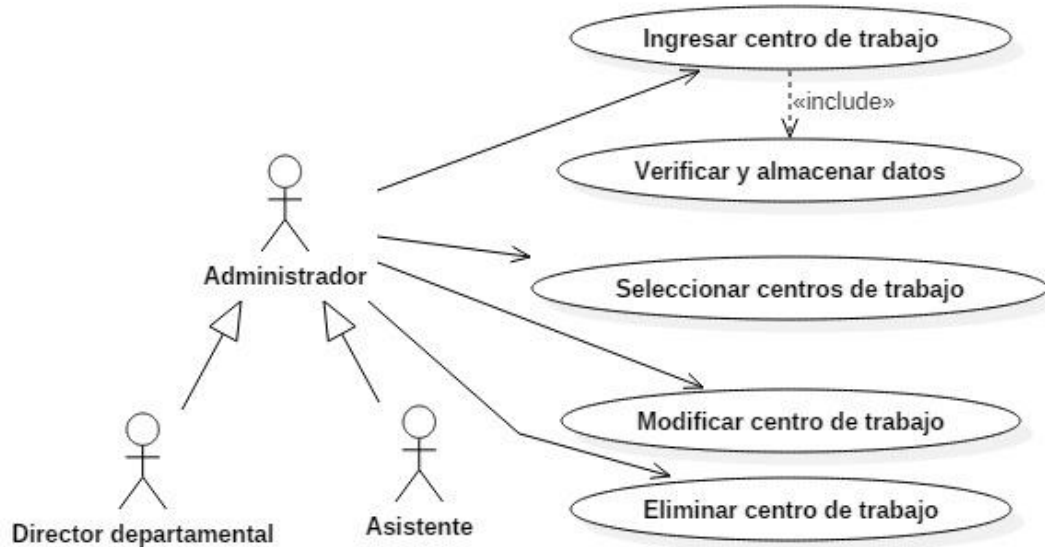 Ingresar centro de trabajo
«include»
Verificar y almacenar datos
Administrador
Seleccionar centros de trabajo
Modificar centro de trabajo
Eliminar centro de trabajo
Director departamental
Asistente